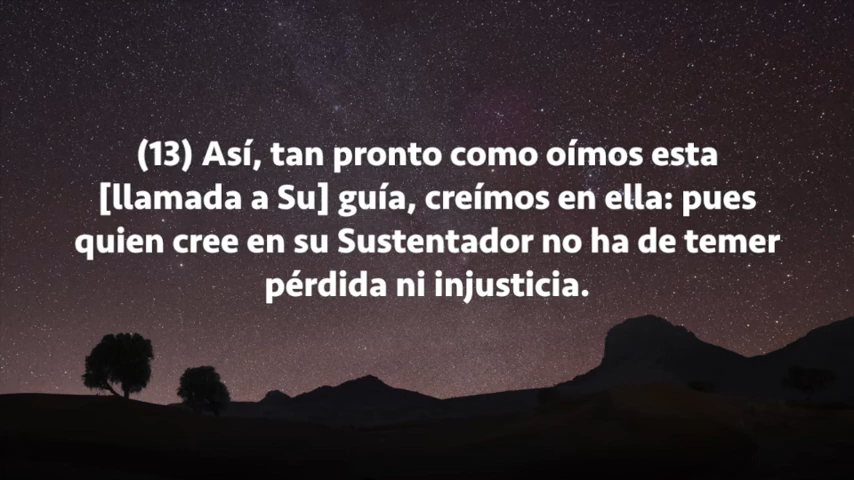 (13) Así, tan pronto como oímos esta
[llamada a Su] guía, creímos en ella: pues
quien cree en su Sustentador no ha de temer
pérdida ni injusticia.